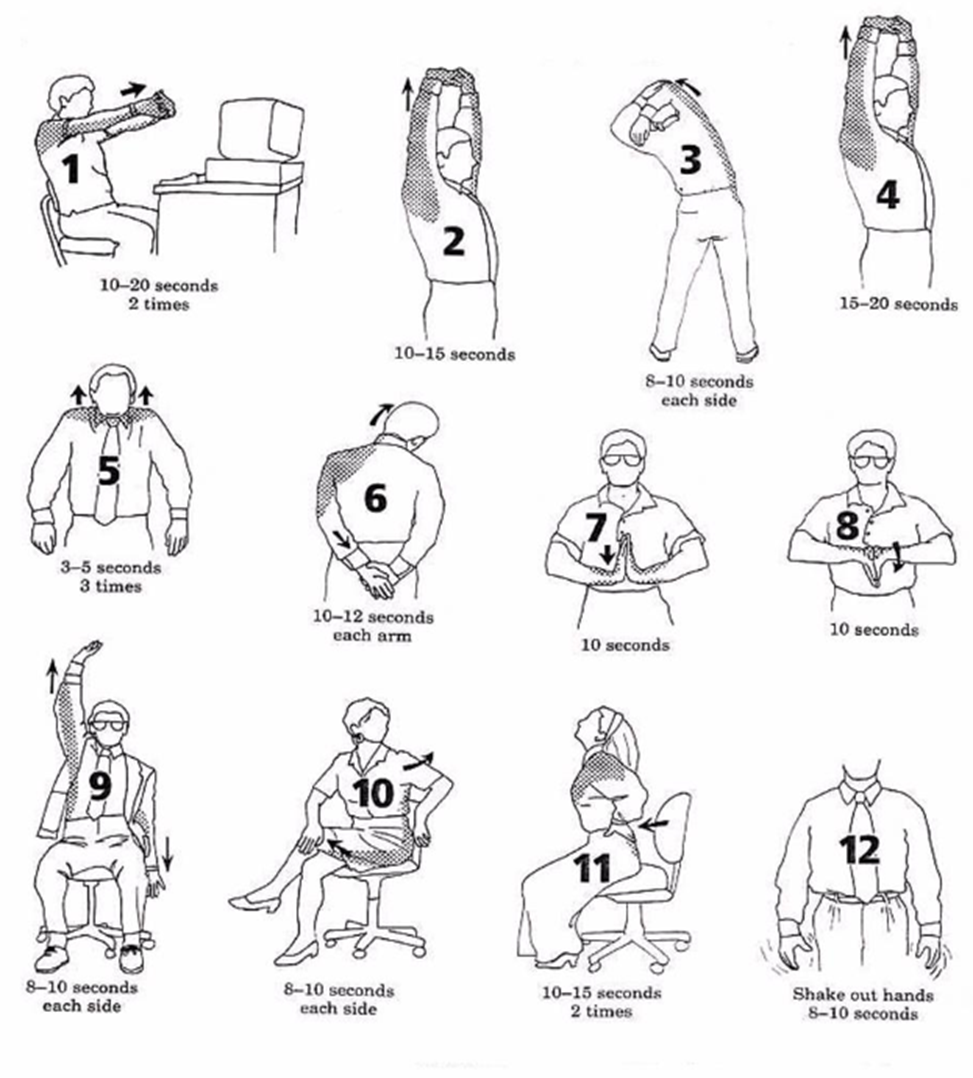 1
10–20 seconds
2 times
2
10–15 seconds
3
8–10 seconds
each side
4
15–20 seconds
5
3–5 seconds
3 times
6
10–12 seconds
each arm
7
10 seconds
8
10 seconds
9
8–10 seconds
each side
10
8–10 seconds
each side
11
10–15 seconds
2 times
12
Shake out hands
8–10 seconds